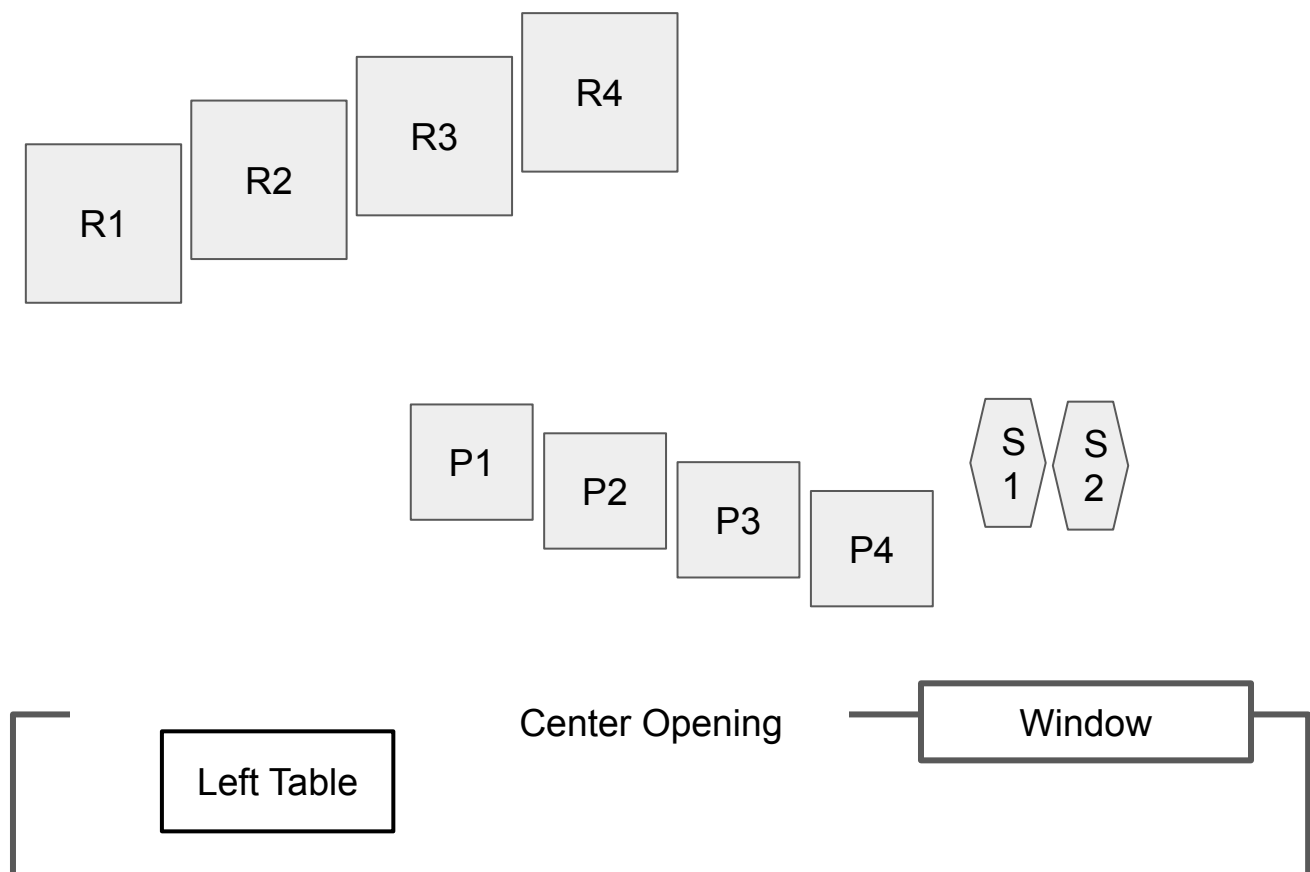 R4
R3
R2
R1
P1
P2
P3
P4
S
1
S
2
Center Opening
Window
Left Table